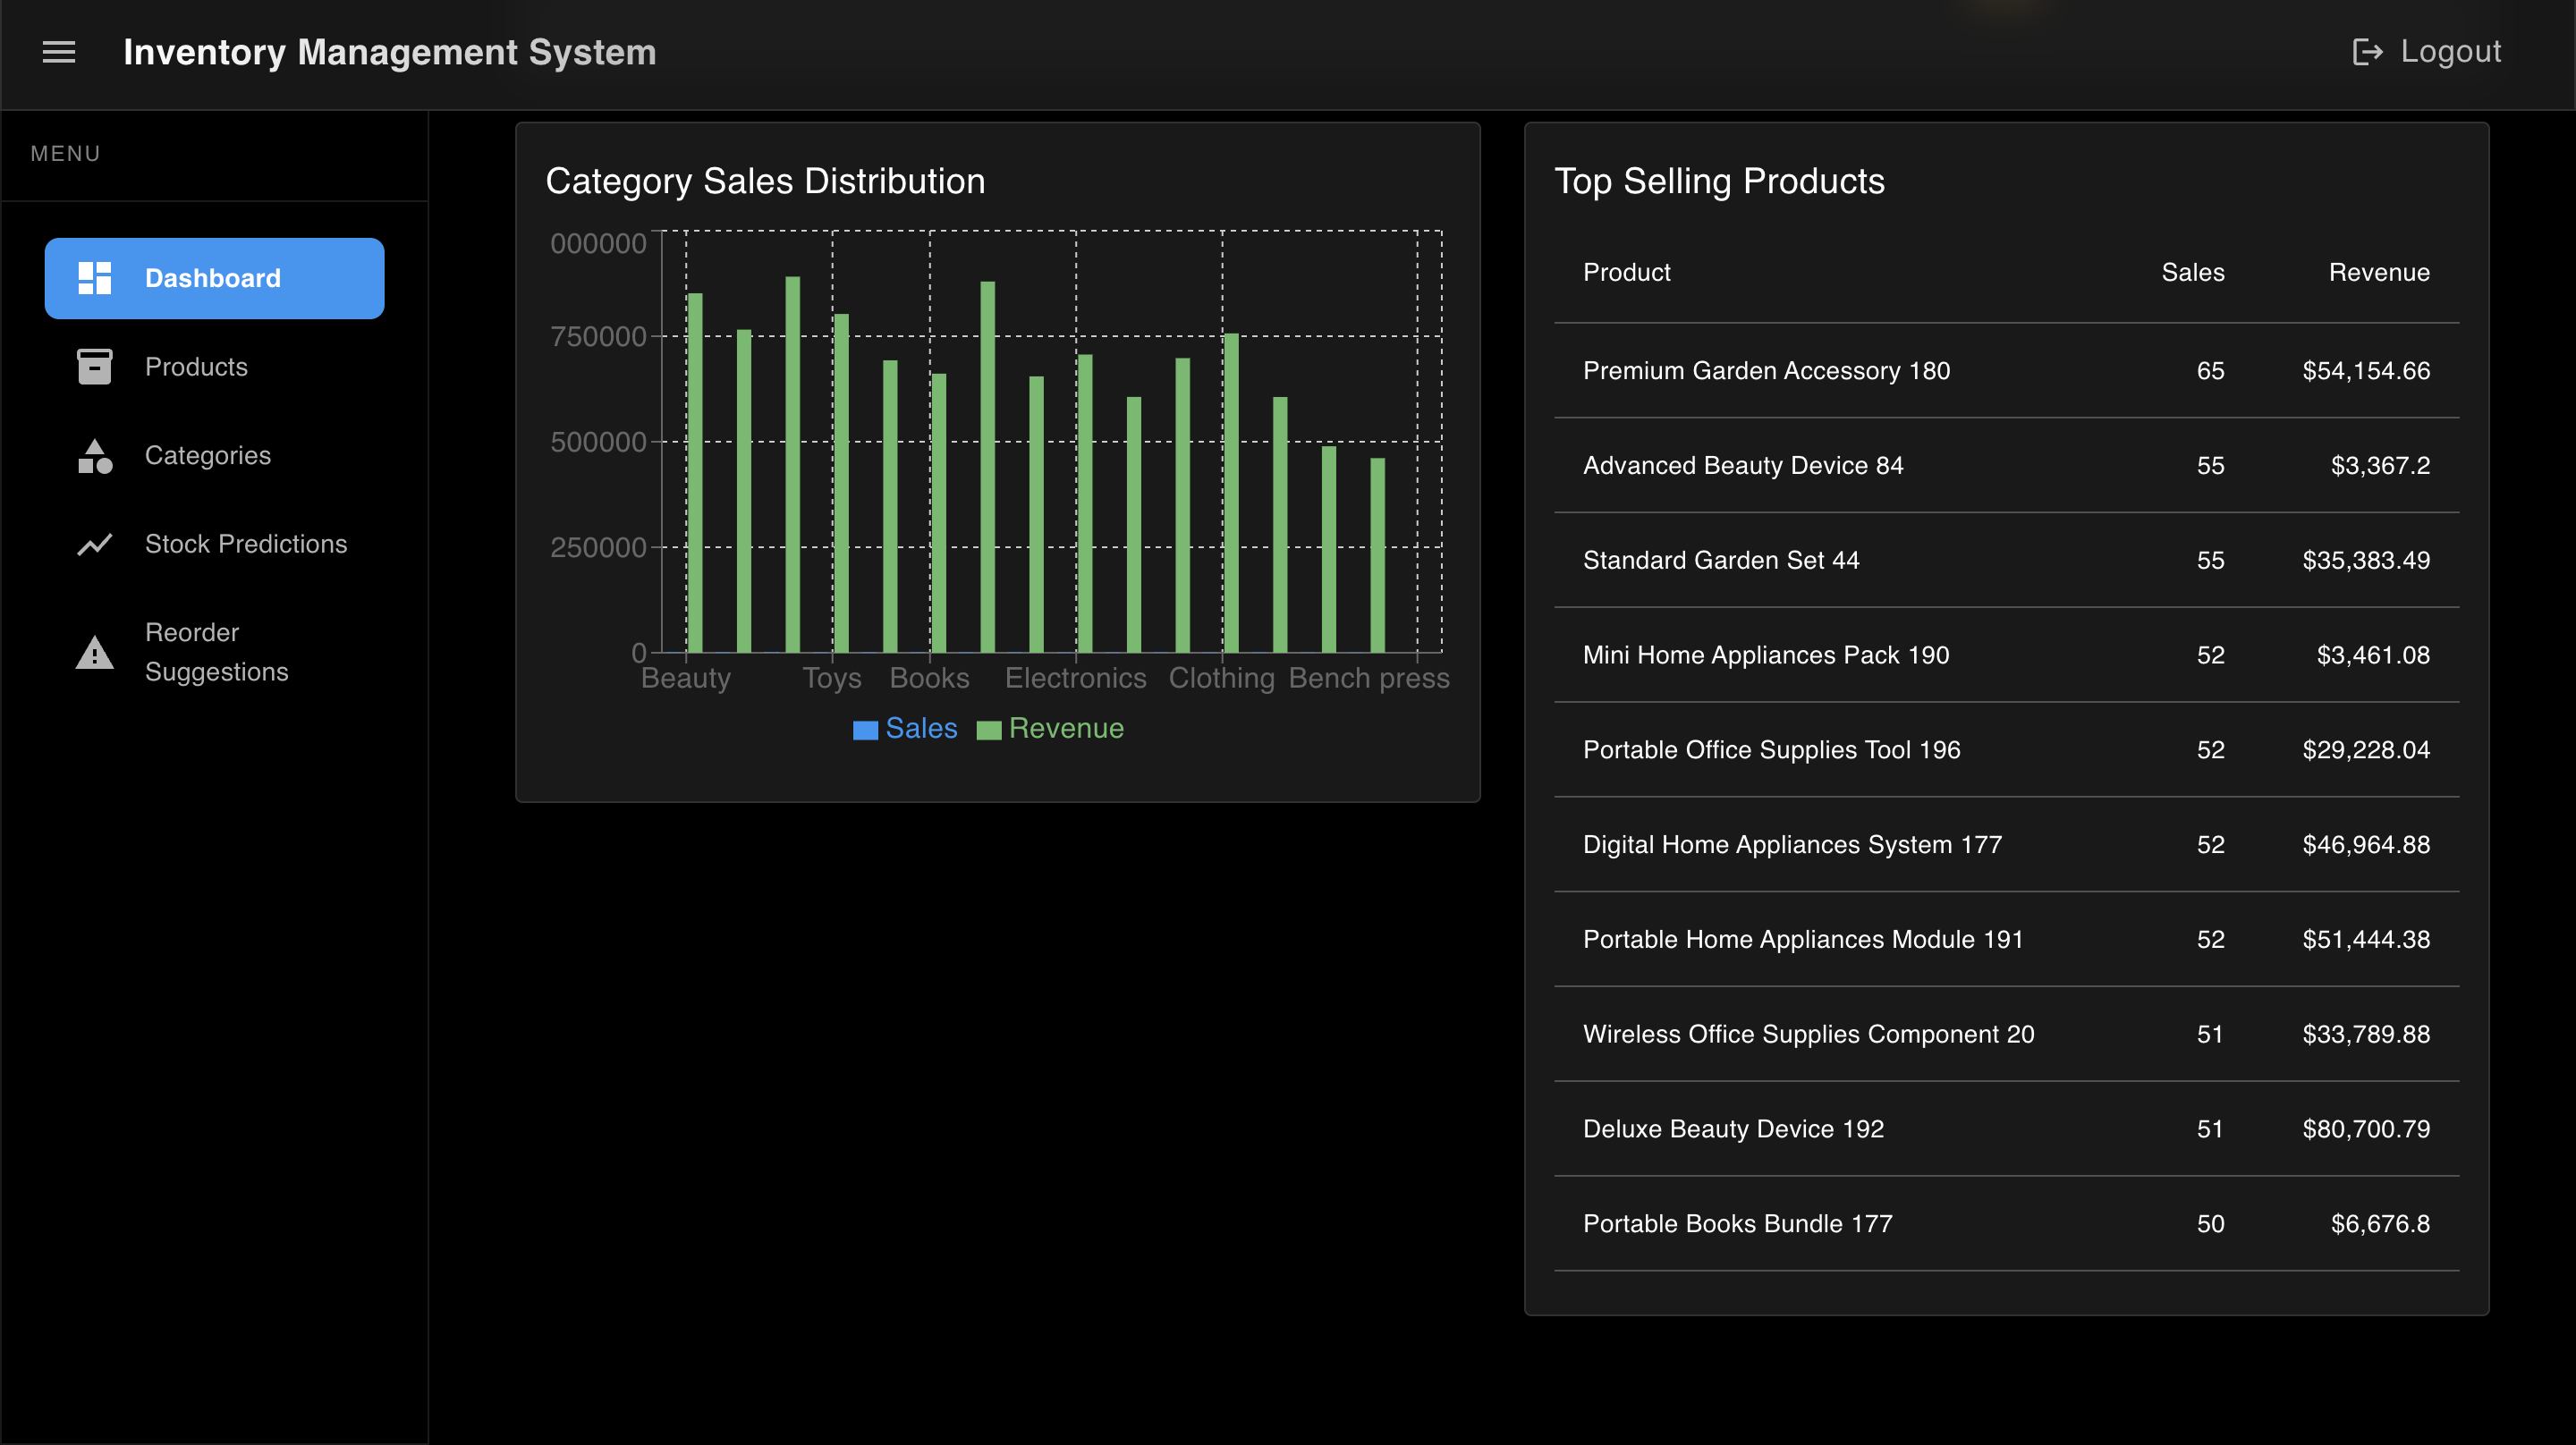 Inventory Management System
Logout
MENU
Dashboard
Products
Categories
Stock Predictions
Reorder
Suggestions
Category Sales Distribution
000000
750000
500000
250000
0
Beauty Toys Books Electronics Clothing Bench press
Sales Revenue
Top Selling Products
Product Sales Revenue
Premium Garden Accessory 180 65 $54,154.66
Advanced Beauty Device 84 55 $3,367.2
Standard Garden Set 44 55 $35,383.49
Mini Home Appliances Pack 190 52 $3,461.08
Portable Office Supplies Tool 196 52 $29,228.04
Digital Home Appliances System 177 52 $46,964.88
Portable Home Appliances Module 191 52 $51,444.38
Wireless Office Supplies Component 20 51 $33,789.88
Deluxe Beauty Device 192 51 $80,700.79
Portable Books Bundle 177 50 $6,676.8